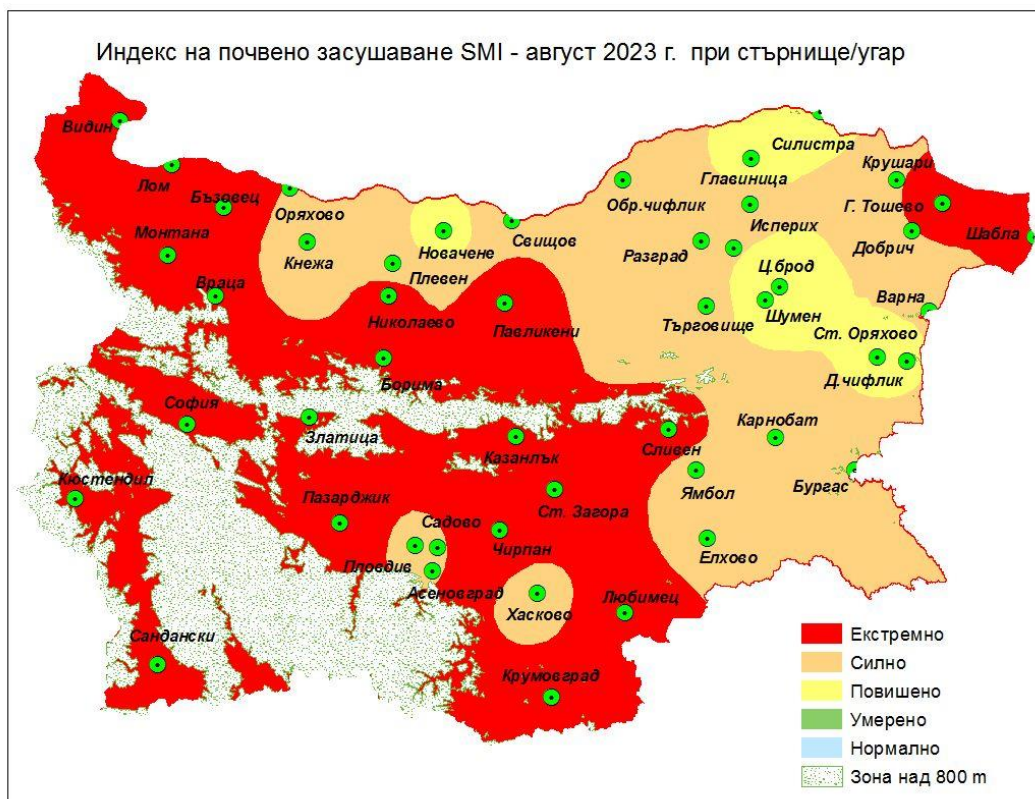 Индекс на почвено засушаване SMI - август 2023 г. при стърнище/угар
Видин
Силистра
Крушари
Лом
Главиница
Бъзовец
Обр.чифлик
Г. Тошево
Оряхово
Исперих
Монтана
Новачене
Свищов
Шабла
Кнежа
Разград
Добрич
Плевен
Ц.брод
Враца
Варна
Николаево
Павликени
Търговище
Шумен
Ст. Оряхово
Борима
Д.чифлик
София
Карнобат
Златица
Казанлък
Сливен
Кюстендил
Ямбол
Бургас
Пазарджик
Ст. Загора
Садово
Чирпан
Елхово
Пловдив
Асеновград
Хасково
Любимец
Сандански
Крумовград
Екстремно
Силно
Повишено
Умерено
Нормално
Зона над 800 m